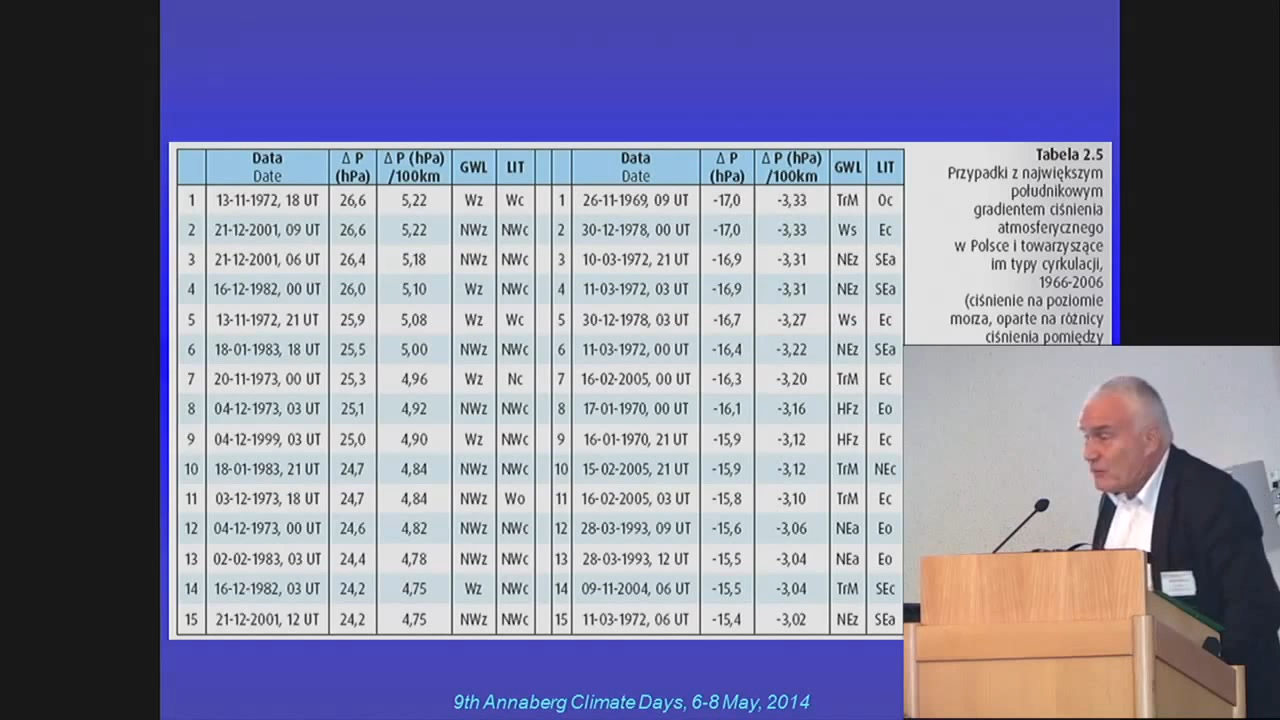 Data Date Δ P (hPa) Δ P (hPa) /100km GWL LIT Data Date Δ P (hPa) Δ P (hPa) /100km GWL LIT
1 13-11-1972, 18 UT 26,6 5,22 Wz Wc 1 26-11-1969, 09 UT -17,0 -3,33 TrM Oc
2 21-12-2001, 09 UT 26,6 5,22 NWz NWc 2 30-12-1978, 00 UT -17,0 -3,33 Ws Ec
3 21-12-2001, 06 UT 26,4 5,18 NWz NWc 3 10-03-1972, 21 UT -16,9 -3,31 NEz SEa
4 16-12-1982, 00 UT 26,0 5,10 Wz NWc 4 11-03-1972, 03 UT -16,9 -3,31 NEz SEa
5 13-11-1972, 21 UT 25,9 5,08 Wz Wc 5 30-12-1978, 03 UT -16,7 -3,27 Ws Ec
6 18-01-1983, 18 UT 25,5 5,00 NWz NWc 6 11-03-1972, 00 UT -16,4 -3,22 NEz SEa
7 20-11-1973, 00 UT 25,3 4,96 Wz Nc 7 16-02-2005, 00 UT -16,3 -3,20 TrM Ec
8 04-12-1973, 03 UT 25,1 4,92 NWz NWc 8 17-01-1970, 00 UT -16,1 -3,16 HFz Eo
9 04-12-1999, 03 UT 25,0 4,90 Wz NWc 9 16-01-1970, 21 UT -15,9 -3,12 HFz Ec
10 18-01-1983, 21 UT 24,7 4,84 NWz NWc 10 15-02-2005, 21 UT -15,9 -3,12 TrM NEc
11 03-12-1973, 18 UT 24,7 4,84 NWz Wo 11 16-02-2005, 03 UT -15,8 -3,10 TrM Ec
12 04-12-1973, 00 UT 24,6 4,82 NWz NWc 12 28-03-1993, 09 UT -15,6 -3,06 NEa Eo
13 02-02-1983, 03 UT 24,4 4,78 NWz NWc 13 28-03-1993, 12 UT -15,5 -3,04 NEa Eo
14 16-12-1982, 03 UT 24,2 4,75 Wz NWc 14 09-11-2004, 06 UT -15,5 -3,04 TrM SEc
15 21-12-2001, 12 UT 24,2 4,75 NWz NWc 15 11-03-1972, 06 UT -15,4 -3,02 NEz SEa
Tabela 2.5
Przypadki z największym
południkowym
gradientem ciśnienia
atmosferycznego
w Polsce i towarzyszące
im typy cyrkulacji,
1966-2006
(ciśnienie na poziomie
morza, oparte na różnicy
ciśnienia pomiędzy
9th Annaberg Climate Days, 6-8 May, 2014